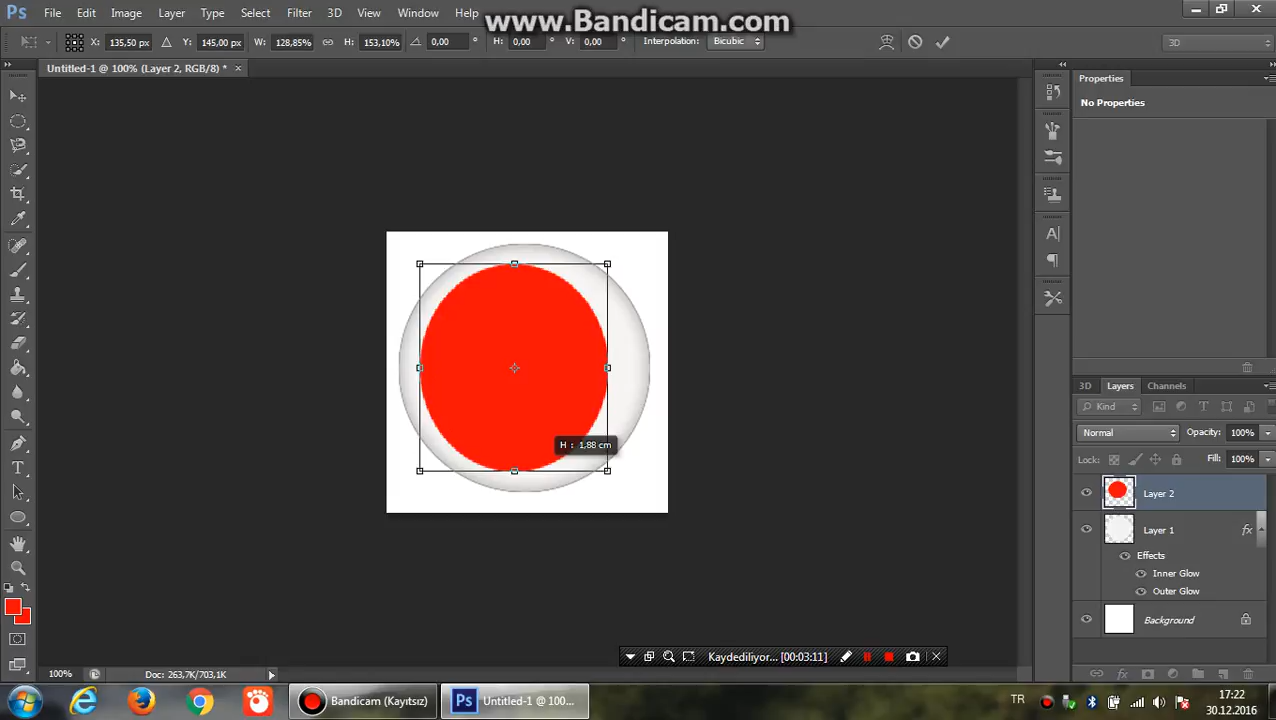 www.Bandicam.com
Ps File Edit Image Layer Type Select Filter 3D View Window Help
X: 135,50 px Y: 145,00 px W: 128,85% H: 153,10% 0,00 ° H: 0,00 ° V: 0,00 ° Interpolation: Bicubic 3D
Untitled-1 @ 100% (Layer 2, RGB/8) * ×
Properties
No Properties
H : 1,88 cm
3D Layers Channels
Kind
Normal Opacity: 100%
Lock: Fill: 100%
Layer 2
Layer 1 fx
Effects
Inner Glow
Outer Glow
Background
Kaydediliyor... [00:03:11]
100% Doc: 263,7K/703,1K
Bandicam (Kayıtsız) Ps Untitled-1 @ 100... TR 17:22
30.12.2016